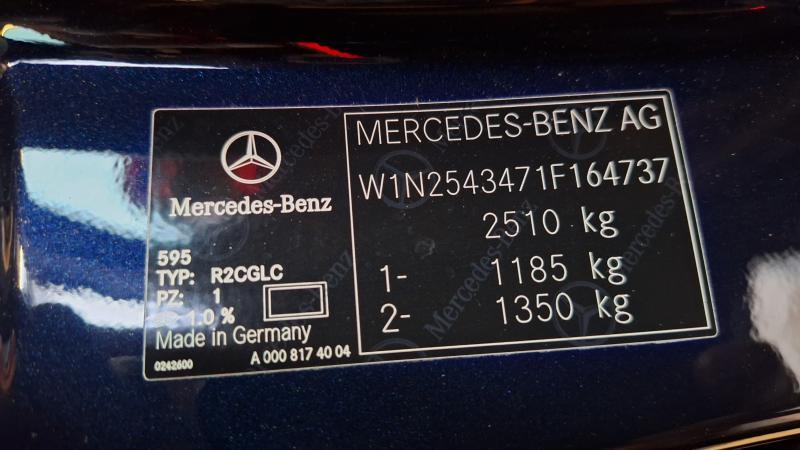 Mercedes-Benz
595
TYP: R2CGLC
PZ: 1
1.0 %
Made in Germany
0242600 A 000 817 40 04
MERCEDES-BENZ AG
W1N2543471F164737
2510 kg
1- 1185 kg
2- 1350 kg